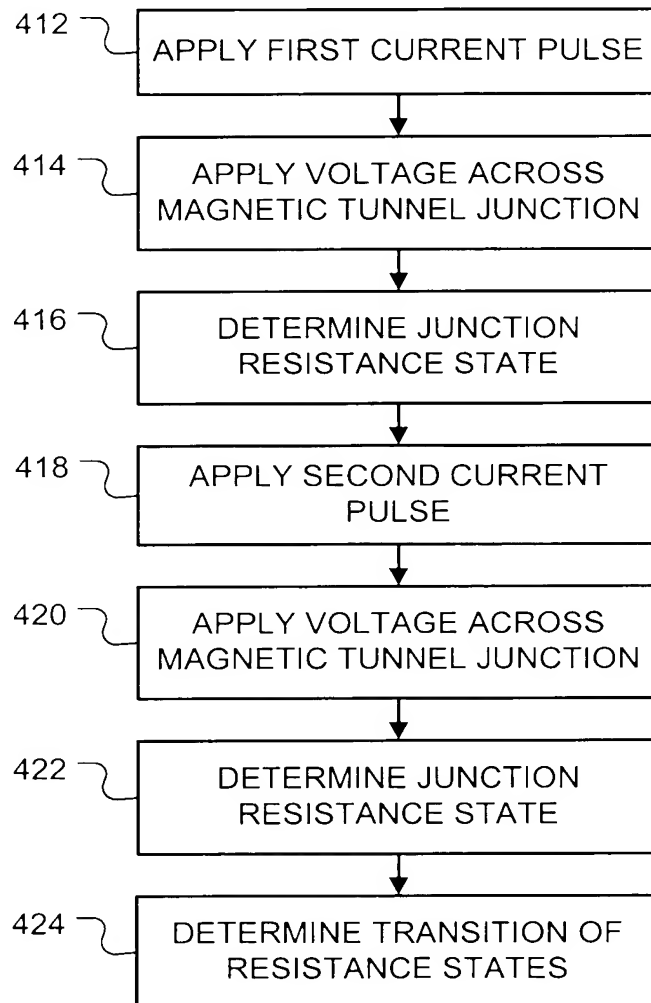 412
APPLY FIRST CURRENT PULSE
414
APPLY VOLTAGE ACROSS
MAGNETIC TUNNEL JUNCTION
416
DETERMINE JUNCTION
RESISTANCE STATE
418
APPLY SECOND CURRENT
PULSE
420
APPLY VOLTAGE ACROSS
MAGNETIC TUNNEL JUNCTION
422
DETERMINE JUNCTION
RESISTANCE STATE
424
DETERMINE TRANSITION OF
RESISTANCE STATES